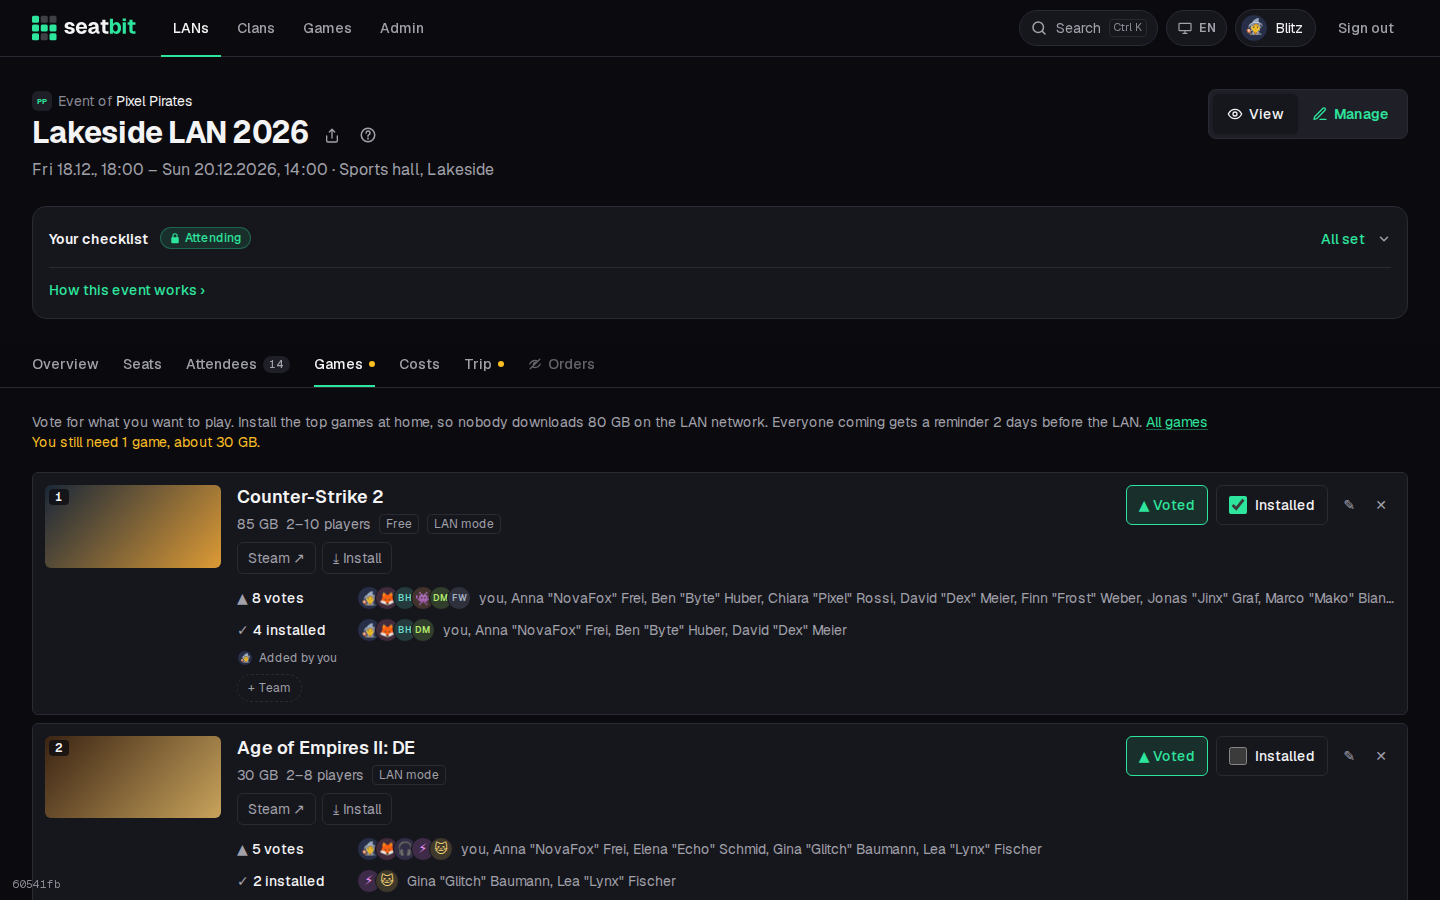 seatbit LANs Clans Games Admin Search Ctrl K EN Blitz Sign out
PP Event of Pixel Pirates
Lakeside LAN 2026
View Manage
Fri 18.12., 18:00 – Sun 20.12.2026, 14:00 · Sports hall, Lakeside
Your checklist Attending All set
How this event works ›
Overview Seats Attendees 14 Games Costs Trip Orders
Vote for what you want to play. Install the top games at home, so nobody downloads 80 GB on the LAN network. Everyone coming gets a reminder 2 days before the LAN. All games
You still need 1 game, about 30 GB.
1 Counter-Strike 2 ▲ Voted Installed ✎ ✕
85 GB 2–10 players Free LAN mode
Steam ↗ ⤓ Install
▲ 8 votes BH DM FW you, Anna "NovaFox" Frei, Ben "Byte" Huber, Chiara "Pixel" Rossi, David "Dex" Meier, Finn "Frost" Weber, Jonas "Jinx" Graf, Marco "Mako" Bian…
✓ 4 installed BH DM you, Anna "NovaFox" Frei, Ben "Byte" Huber, David "Dex" Meier
Added by you
+ Team
2 Age of Empires II: DE ▲ Voted Installed ✎ ✕
30 GB 2–8 players LAN mode
Steam ↗ ⤓ Install
▲ 5 votes you, Anna "NovaFox" Frei, Elena "Echo" Schmid, Gina "Glitch" Baumann, Lea "Lynx" Fischer
✓ 2 installed Gina "Glitch" Baumann, Lea "Lynx" Fischer
60541fb